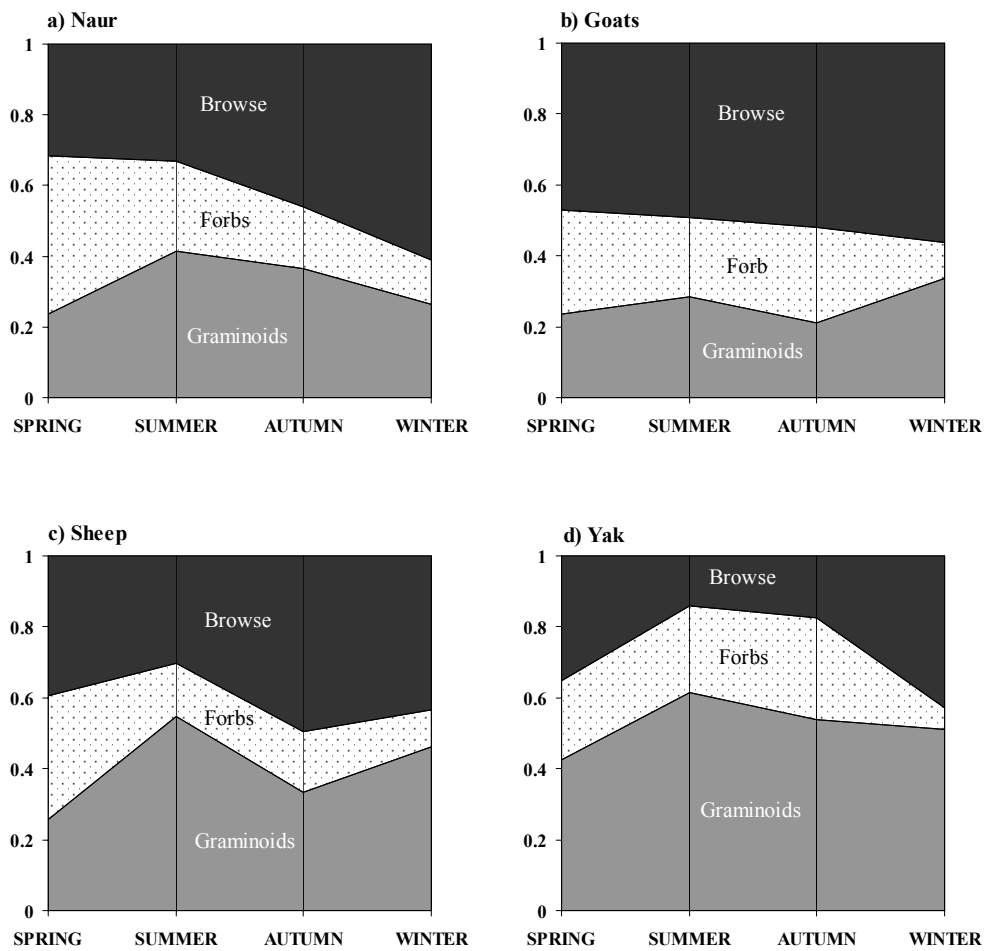 a) Naur
1
0.8
0.6
0.4
0.2
0
Browse
Forbs
Graminoids
SPRING SUMMER AUTUMN WINTER
b) Goats
1
0.8
0.6
0.4
0.2
0
Browse
Forb
Graminoids
SPRING SUMMER AUTUMN WINTER
c) Sheep
1
0.8
0.6
0.4
0.2
0
Browse
Forbs
Graminoids
SPRING SUMMER AUTUMN WINTER
d) Yak
1
0.8
0.6
0.4
0.2
0
Browse
Forbs
Graminoids
SPRING SUMMER AUTUMN WINTER